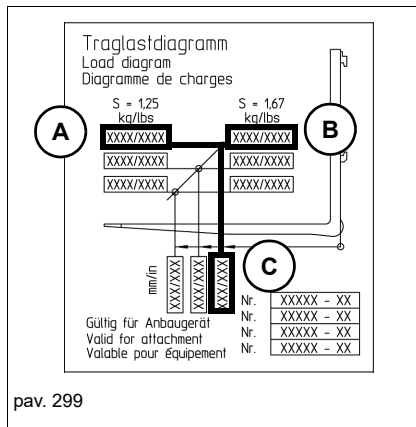 Traglastdiagramm
Load diagram
Diagramme de charges
S = 1,25 S = 1,67
kg/lbs kg/lbs
A XXXX/XXXX XXXX/XXXX B
XXXX/XXXX XXXX/XXXX
XXXX/XXXX XXXX/XXXX
mm/in XXX/XXX XXX/XXX XXX/XXX C
Nr. XXXXX - XX
Gültig für Anbaugerät Nr. XXXXX - XX
Valid for attachment Nr. XXXXX - XX
Valable pour équipement Nr. XXXXX - XX
pav. 299